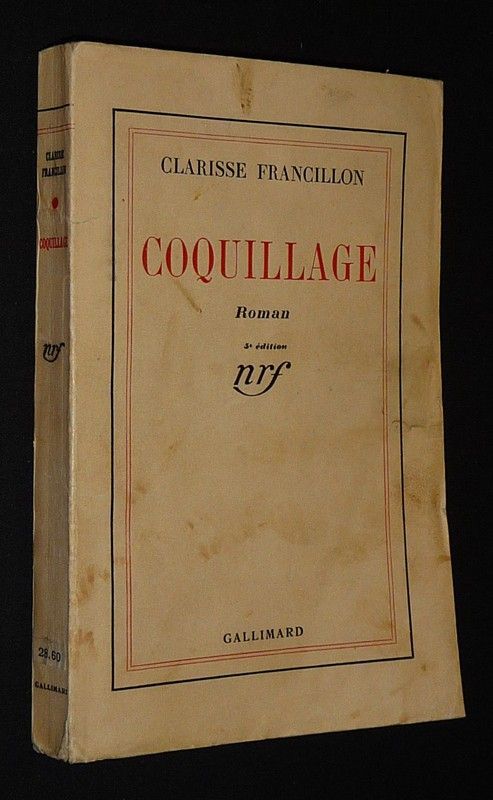 CLARISSE
FRANCILLON
COQUILLAGE
nrf
28.60
GALLIMARD
CLARISSE FRANCILLON
COQUILLAGE
Roman
5e édition
nrf
GALLIMARD